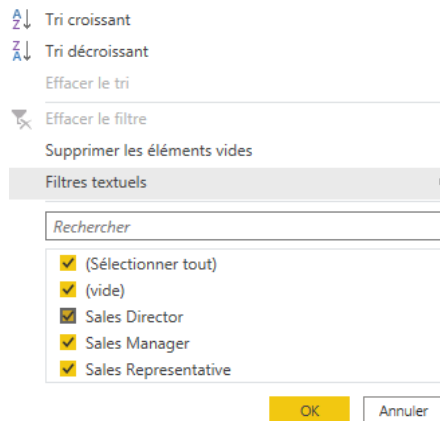 Tri croissant
Tri décroissant
Effacer le tri
Effacer le filtre
Supprimer les éléments vides
Filtres textuels
Rechercher
(Sélectionner tout)
(vide)
Sales Director
Sales Manager
Sales Representative
OK Annuler